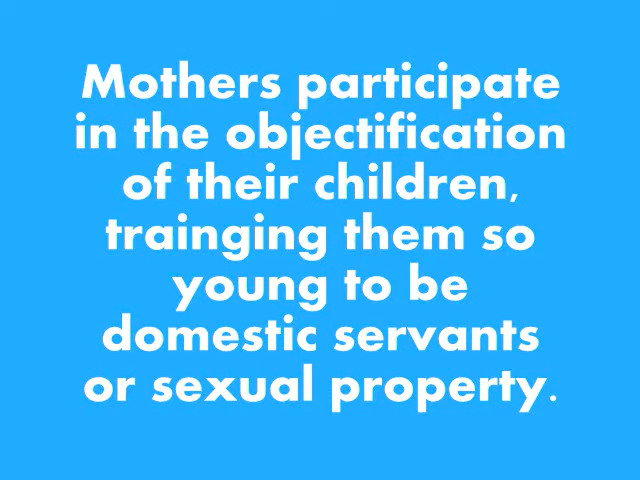 Mothers participate
in the objectification
of their children,
trainging them so
young to be
domestic servants
or sexual property.